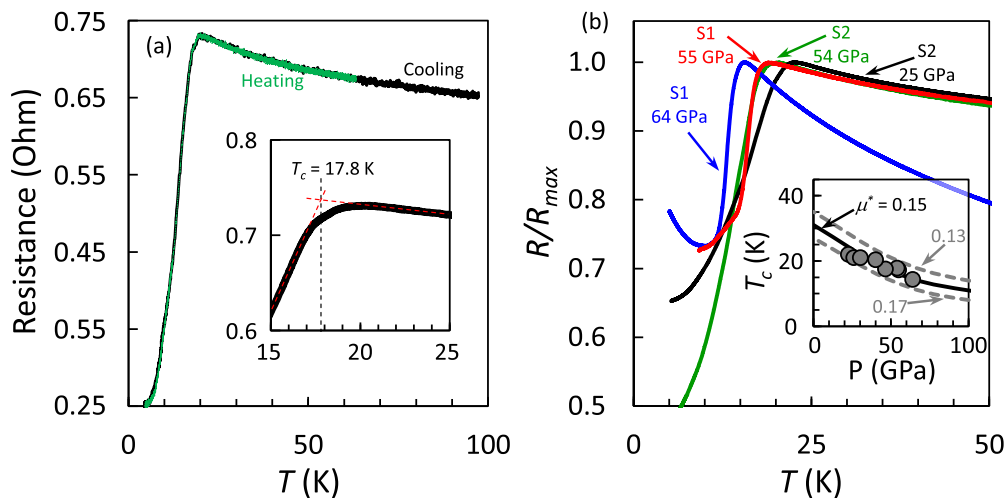 (a)
Resistance (Ohm)
0.75
0.65
0.55
0.45
0.35
0.25
0
50
100
T (K)
Heating
Cooling
Tc = 17.8 K
0.8
0.7
0.6
15
20
25
(b)
R/Rmax
1.0
0.9
0.8
0.7
0.6
0.5
0
25
50
T (K)
S1
55 GPa
S2
54 GPa
S2
25 GPa
S1
64 GPa
Tc (K)
40
20
0
0
50
100
P (GPa)
μ* = 0.15
0.13
0.17